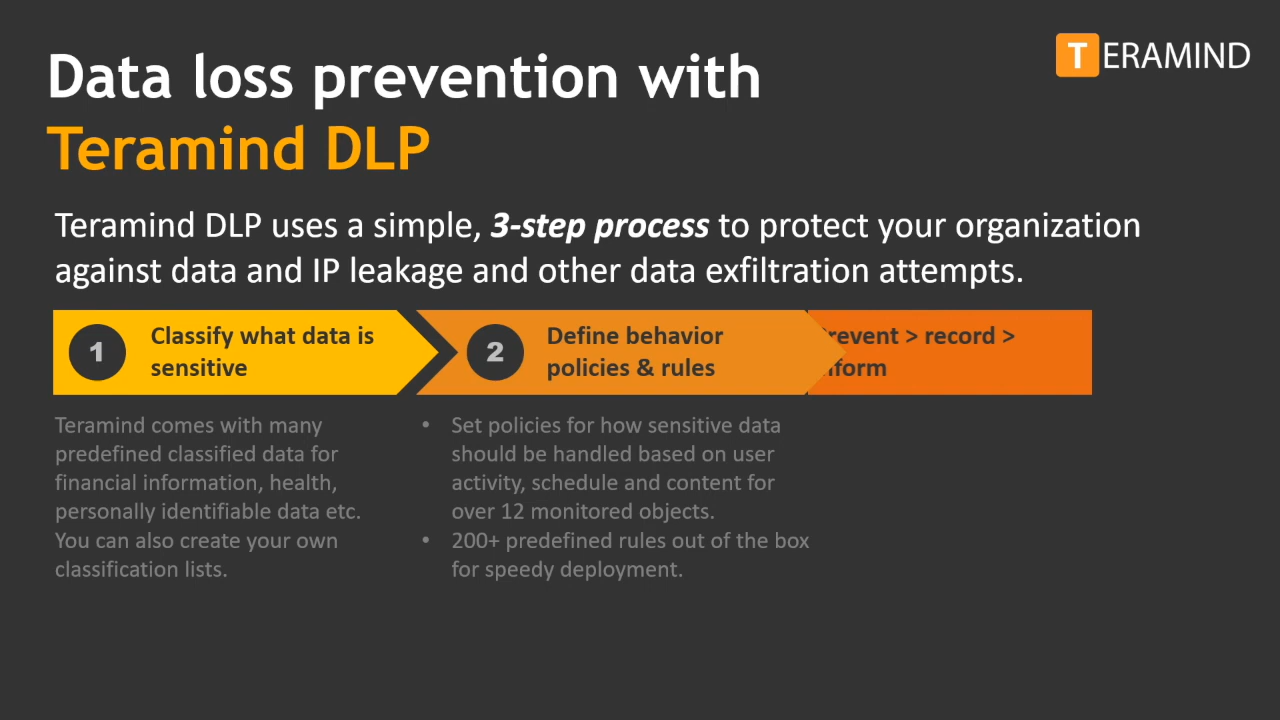 Data loss prevention with
TERAMIND
Teramind DLP
Teramind DLP uses a simple, 3-step process to protect your organization
against data and IP leakage and other data exfiltration attempts.
1
Classify what data is
sensitive
2
Define behavior
policies & rules
revent > record >
form
Teramind comes with many
predefined classified data for
financial information, health,
personally identifiable data etc.
You can also create your own
classification lists.
• Set policies for how sensitive data
should be handled based on user
activity, schedule and content for
over 12 monitored objects.
• 200+ predefined rules out of the box
for speedy deployment.